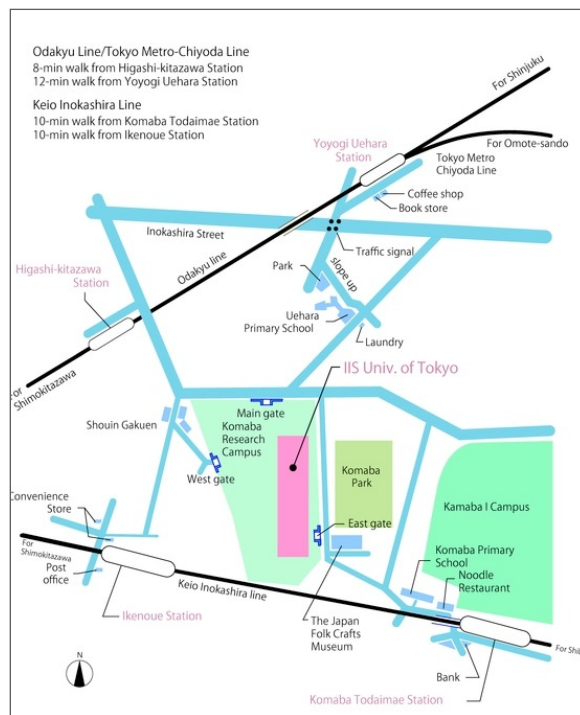 Odakyu Line/Tokyo Metro-Chiyoda Line
8-min walk from Higashi-kitazawa Station
12-min walk from Yoyogi Uehara Station
Keio Inokashira Line
10-min walk from Komaba Todaimae Station
10-min walk from Ikenoue Station
For Shinjuku
Yoyogi Uehara
Station
For Omote-sando
Tokyo Metro
Chiyoda Line
Coffee shop
Book store
Inokashira Street
Traffic signal
Odakyu line
Higashi-kitazawa
Station
Park
slope up
Uehara
Primary School
Laundry
For
Shimokitazawa
IIS Univ. of Tokyo
Main gate
Shouin Gakuen
Komaba
Research
Campus
West gate
Komaba
Park
Kamaba I Campus
East gate
Convenience
Store
For
Shimokitazawa
Post
office
Keio Inokashira line
Komaba Primary
School
Noodle
Restaurant
Ikenoue Station
The Japan
Folk Crafts
Museum
For Shi
Bank
Komaba Todaimae Station
N